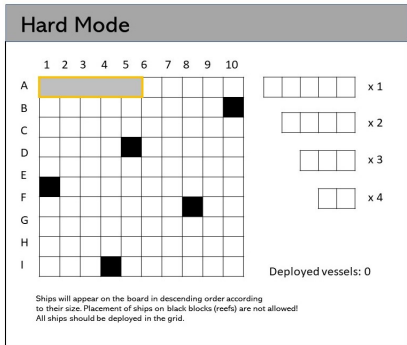 Hard Mode
1 2 3 4 5 6 7 8 9 10
A
x 1
B
x 2
C
D
x 3
E
F
x 4
G
H
I
Deployed vessels: 0
Ships will appear on the board in descending order according
to their size. Placement of ships on black blocks (reefs) are not allowed!
All ships should be deployed in the grid.